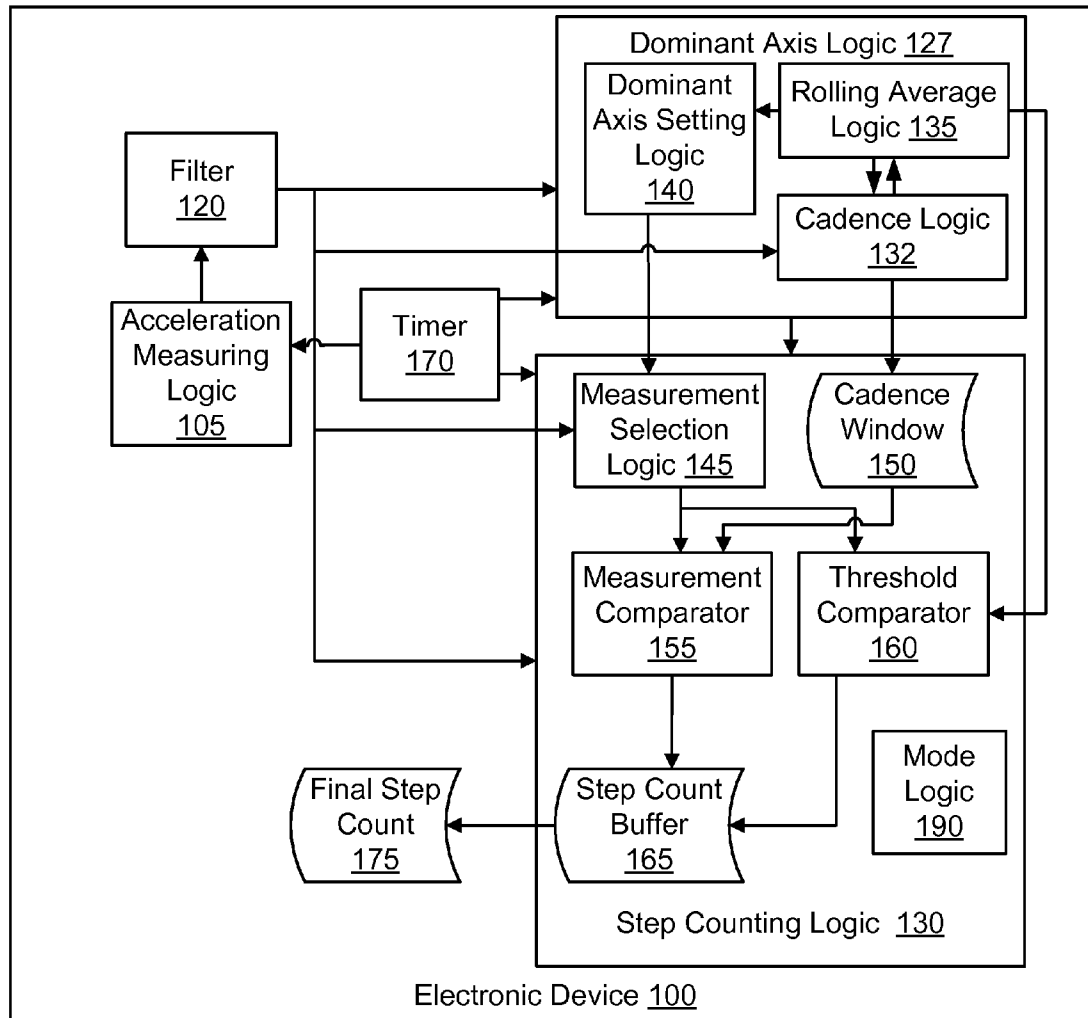 Dominant Axis Logic 127
Dominant
Axis Setting
Logic
140
Rolling Average
Logic 135
Filter
120
Cadence Logic
132
Acceleration
Measuring
Logic
105
Timer
170
Measurement
Selection
Logic 145
Cadence
Window
150
Measurement
Comparator
155
Threshold
Comparator
160
Final Step
Count
175
Step Count
Buffer
165
Mode
Logic
190
Step Counting Logic 130
Electronic Device 100